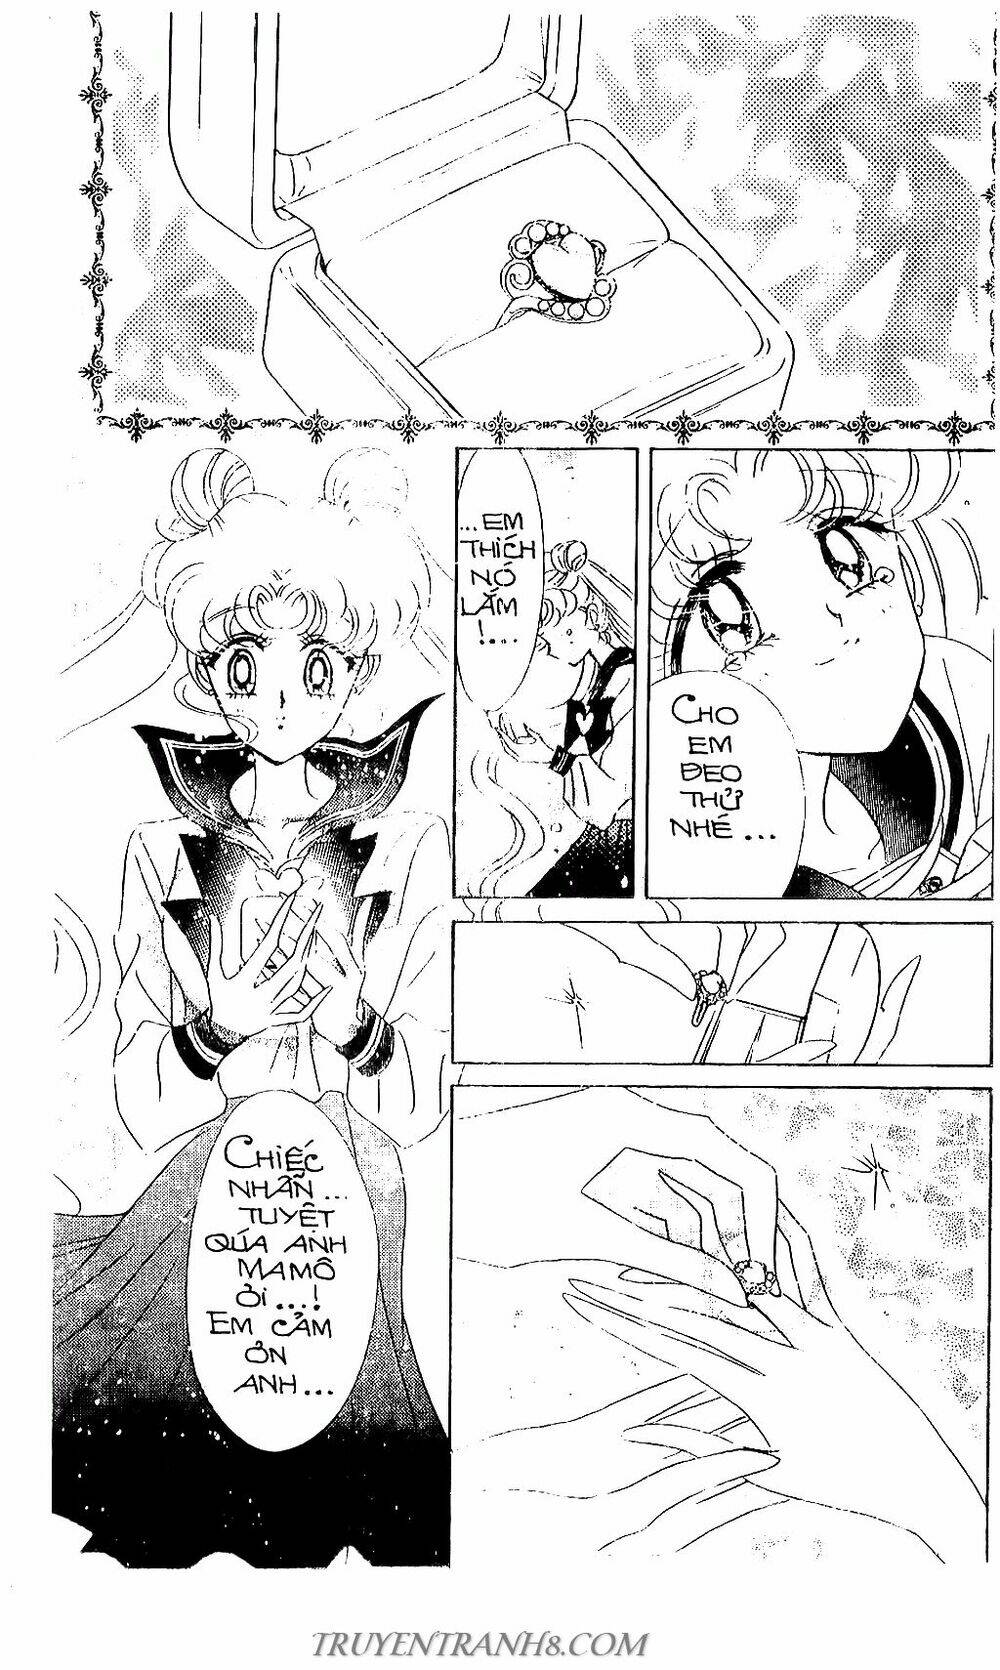 ...EM
THÍCH
NÓ
LẮM
!....
CHO
EM
ĐEO
THỬ
NHÉ...
CHIẾC
NHẪN...
TUYỆT
QÚA ANH
MAMÔ
ƠI...!
EM CẢM
ƠN
ANH...
TRUYENTRANH8.COM